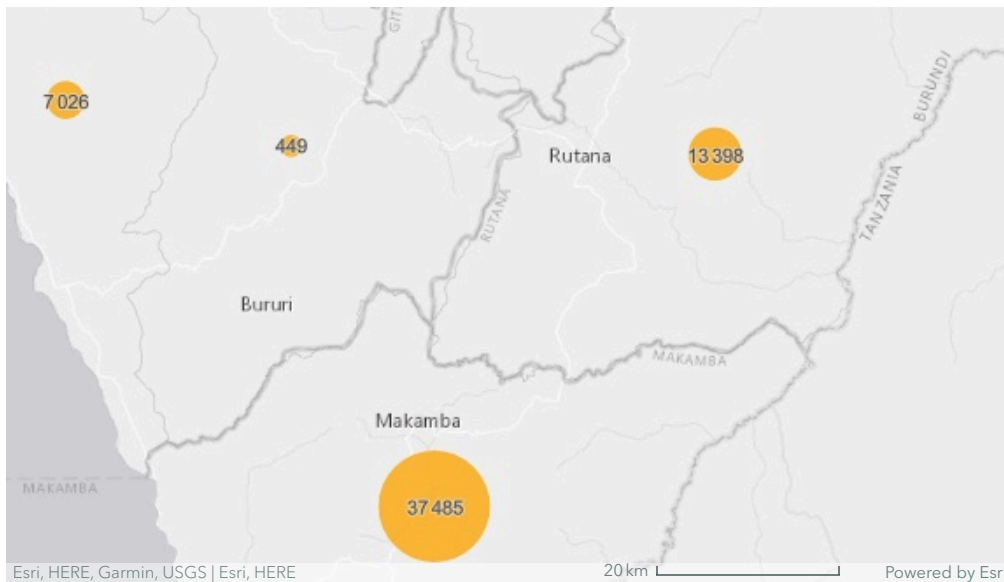 GIT
BURUNDI
7 026
449
Rutana
13 398
TANZANIA
RUTANA
Bururi
MAKAMBA
Makamba
MAKAMBA
37 485
Esri, HERE, Garmin, USGS | Esri, HERE
20 km
Powered by Esr